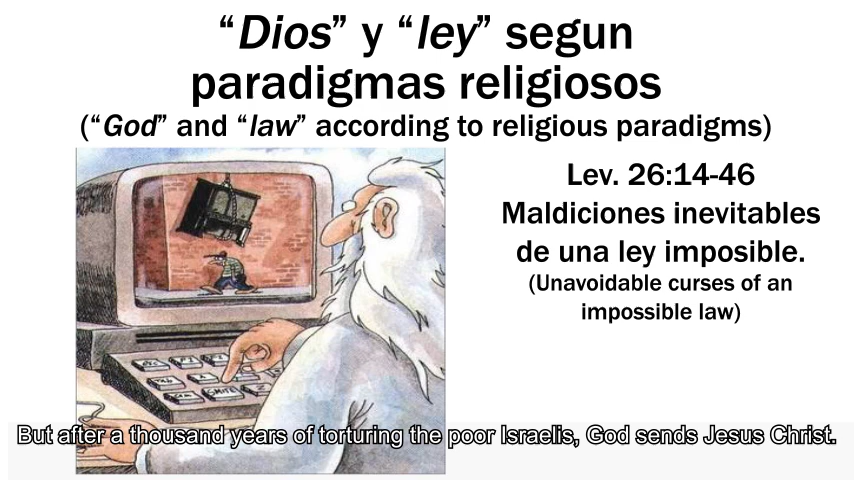 “Dios” y “ley” segun
paradigmas religiosos
(“God” and “law” according to religious paradigms)
Lev. 26:14-46
Maldiciones inevitables
de una ley imposible.
(Unavoidable curses of an
impossible law)
SMITE
But after a thousand years of torturing the poor Israelis, God sends Jesus Christ.